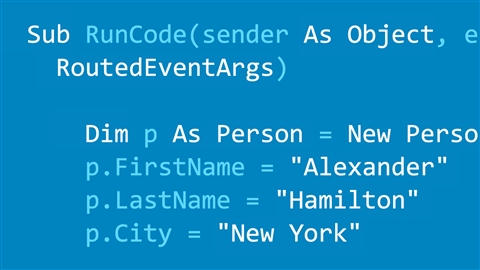 Sub RunCode(sender As Object, e
RoutedEventArgs)
Dim p As Person = New Perso
p.FirstName = "Alexander"
p.LastName = "Hamilton"
p.City = "New York"